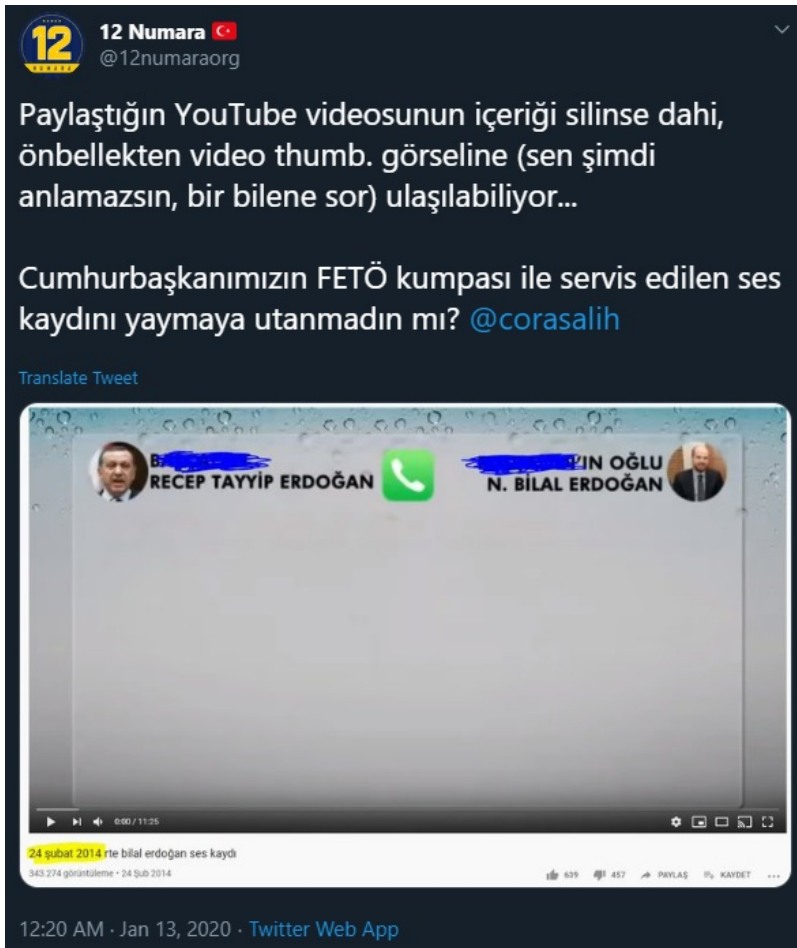 12
NUMARA
12 Numara
@12numaraorg
Paylaştığın YouTube videosunun içeriği silinse dahi,
önbellekten video thumb. görseline (sen şimdi
anlamazsın, bir bilene sor) ulaşılabiliyor...
Cumhurbaşkanımızın FETÖ kumpası ile servis edilen ses
kaydını yaymaya utanmadın mı? @corasalih
Translate Tweet
RECEP TAYYİP ERDOĞAN
'IN OĞLU
N. BİLAL ERDOĞAN
0:00 / 11:25
24 şubat 2014 rte bilal erdoğan ses kaydı
343.274 görüntüleme • 24 Şub 2014
639 457 PAYLAŞ KAYDET ...
12:20 AM · Jan 13, 2020 · Twitter Web App